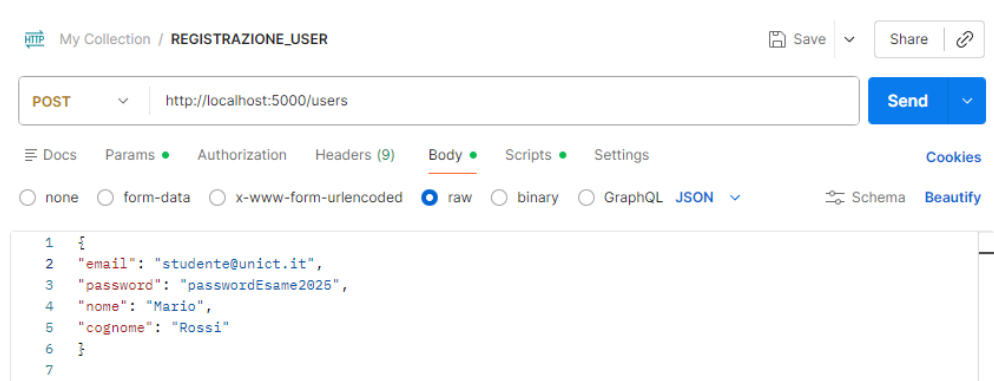 HTTP My Collection / REGISTRAZIONE_USER Save Share
POST http://localhost:5000/users Send
Docs Params Authorization Headers (9) Body Scripts Settings Cookies
none form-data x-www-form-urlencoded raw binary GraphQL JSON Schema Beautify
1 {
2 "email": "studente@unict.it",
3 "password": "passwordEsame2025",
4 "nome": "Mario",
5 "cognome": "Rossi"
6 }
7